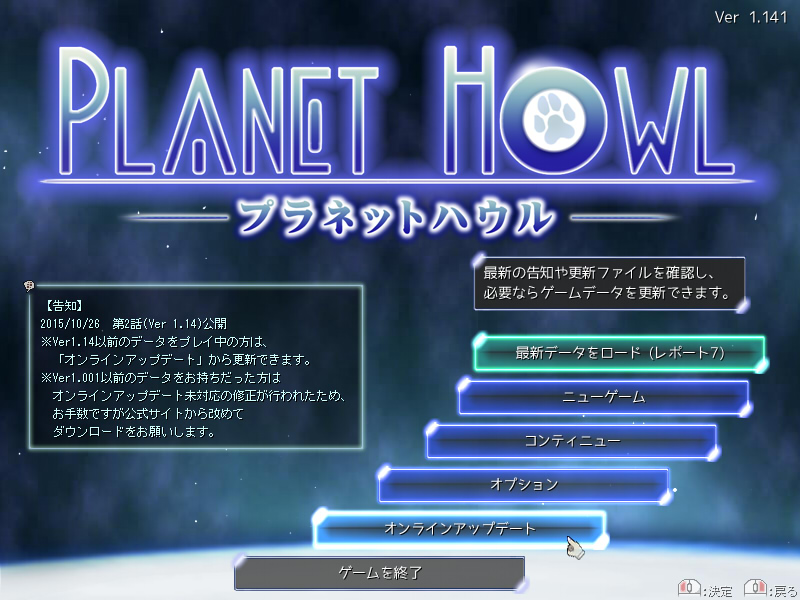 Ver 1.141
PLANET HOWL
プラネットハウル
最新の告知や更新ファイルを確認し、
必要ならゲームデータを更新できます。
【告知】
2015/10/26　第2話(Ver 1.14)公開
※Ver1.14以前のデータをプレイ中の方は、
「オンラインアップデート」から更新できます。
※Ver1.001以前のデータをお持ちだった方は
オンラインアップデート未対応の修正が行われたため、
お手数ですが公式サイトから改めて
ダウンロードをお願いします。
最新データをロード (レポート7)
ニューゲーム
コンティニュー
オプション
オンラインアップデート
ゲームを終了
:決定 :戻る